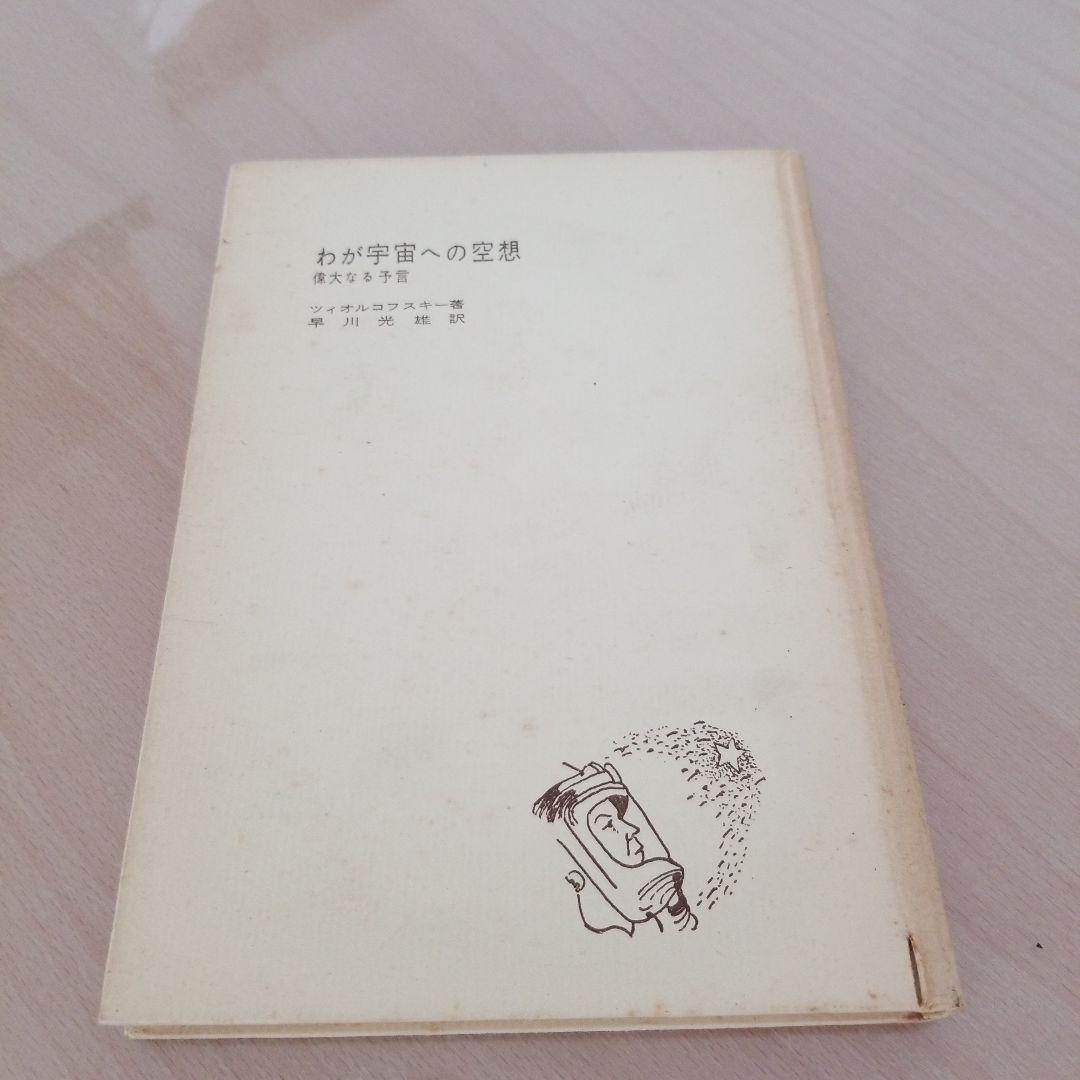 わが宇宙への空想
偉大なる予言
ツィオルコフスキー著
早川光雄訳